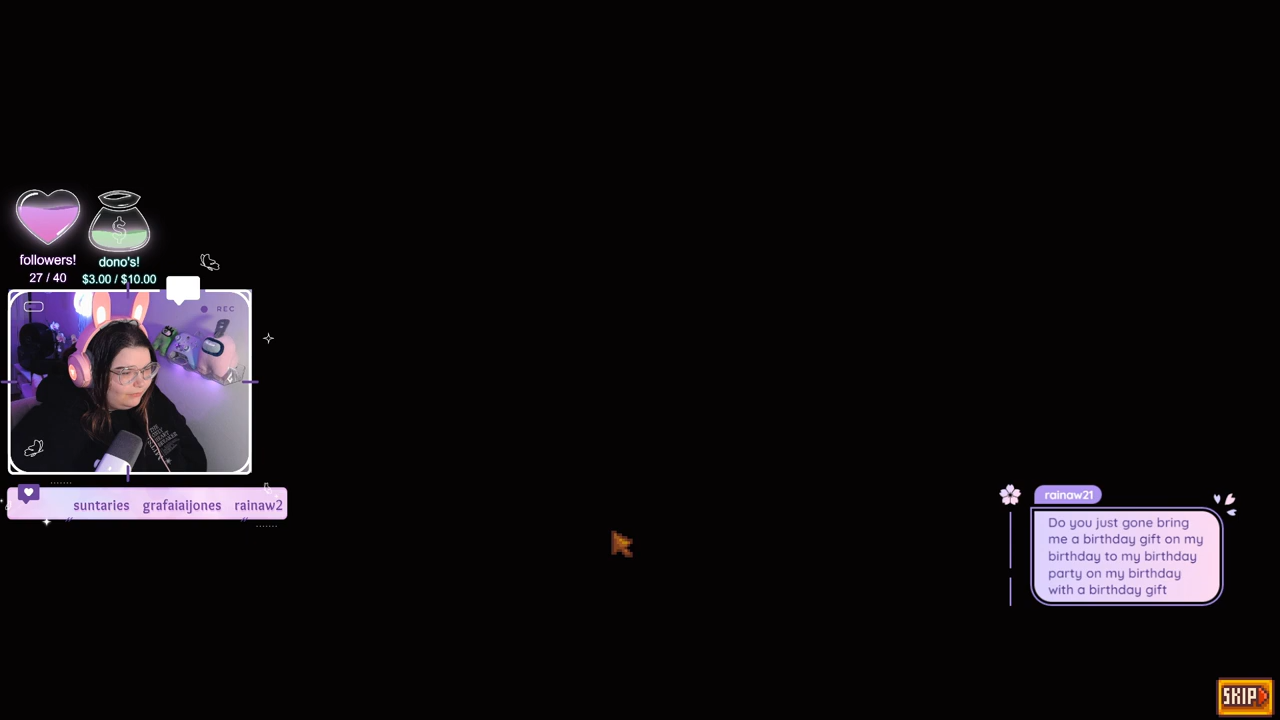 followers!
27 / 40
dono's!
$3.00 / $10.00
REC
suntaries grafaiaijones rainaw2
rainaw21
Do you just gone bring
me a birthday gift on my
birthday to my birthday
party on my birthday
with a birthday gift
SKIP